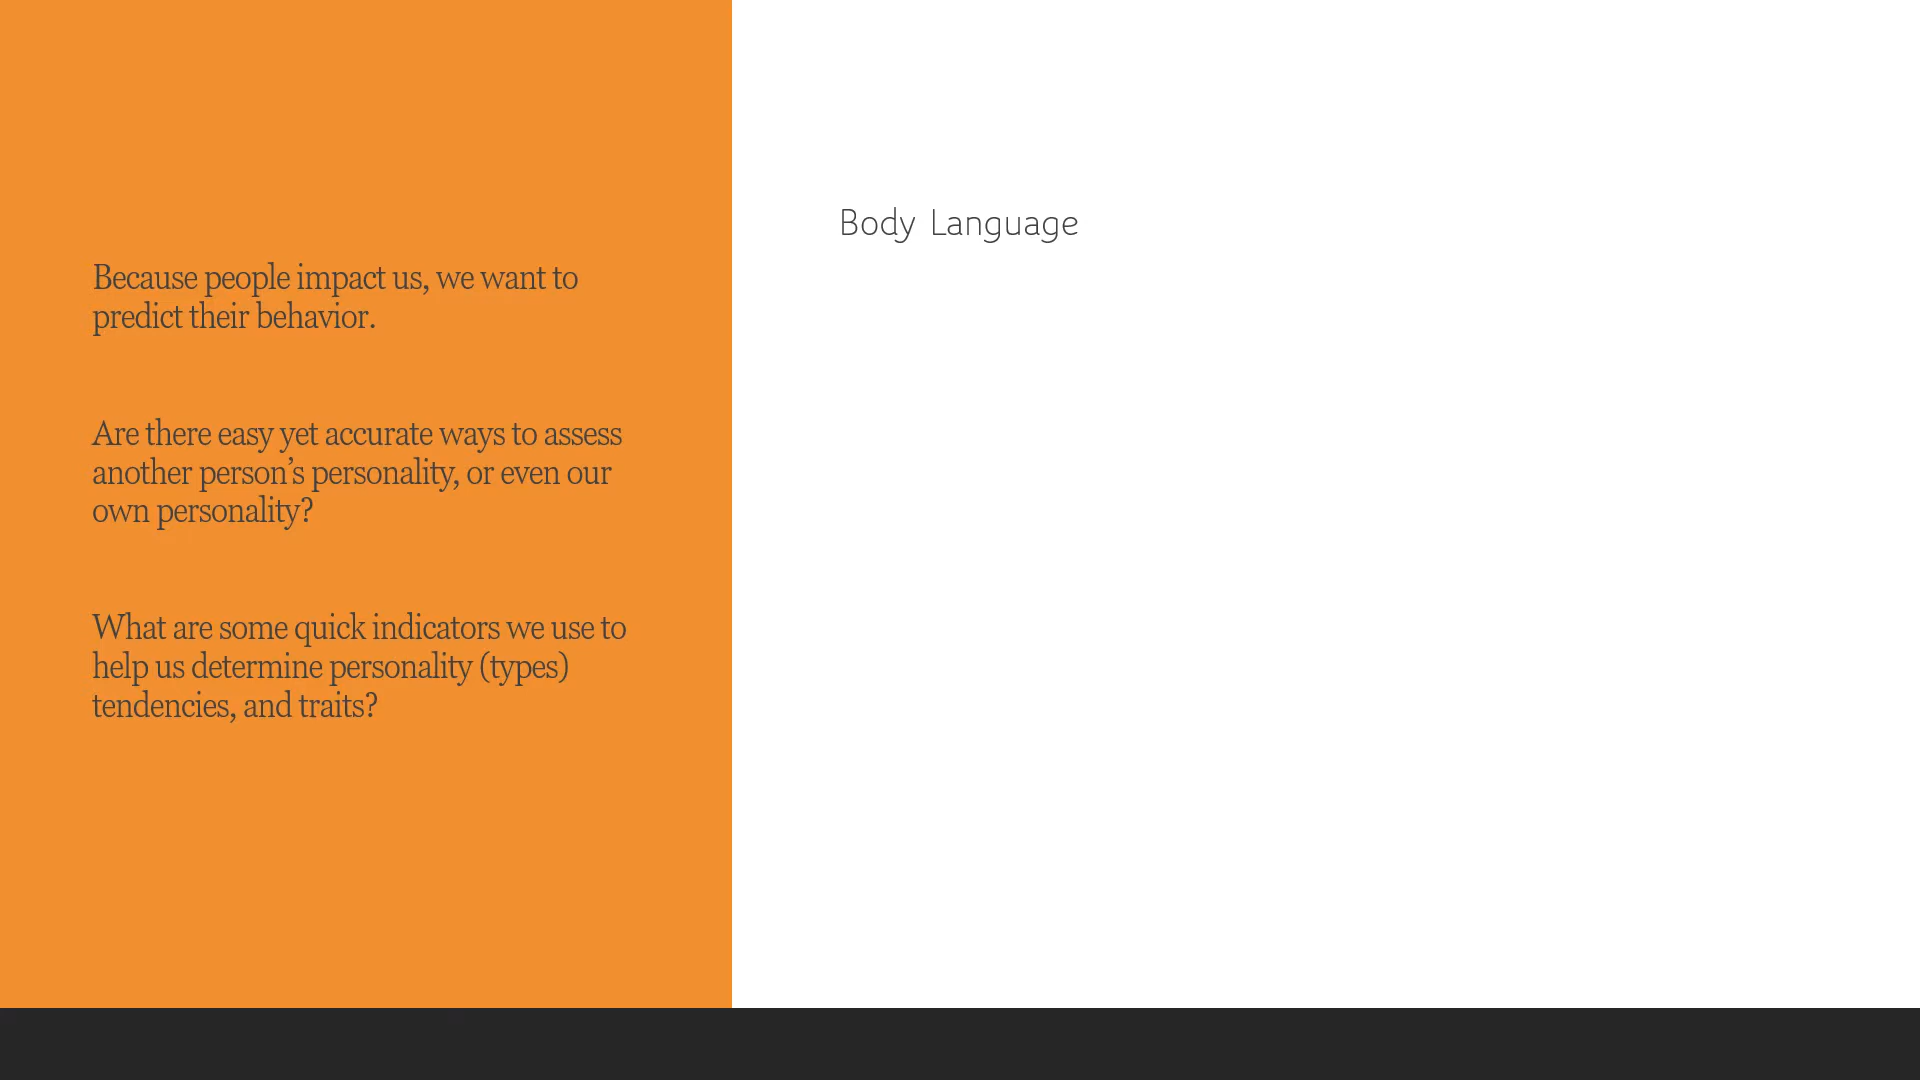 Because people impact us, we want to
predict their behavior.
Are there easy yet accurate ways to assess
another person’s personality, or even our
own personality?
What are some quick indicators we use to
help us determine personality (types)
tendencies, and traits?
Body Language